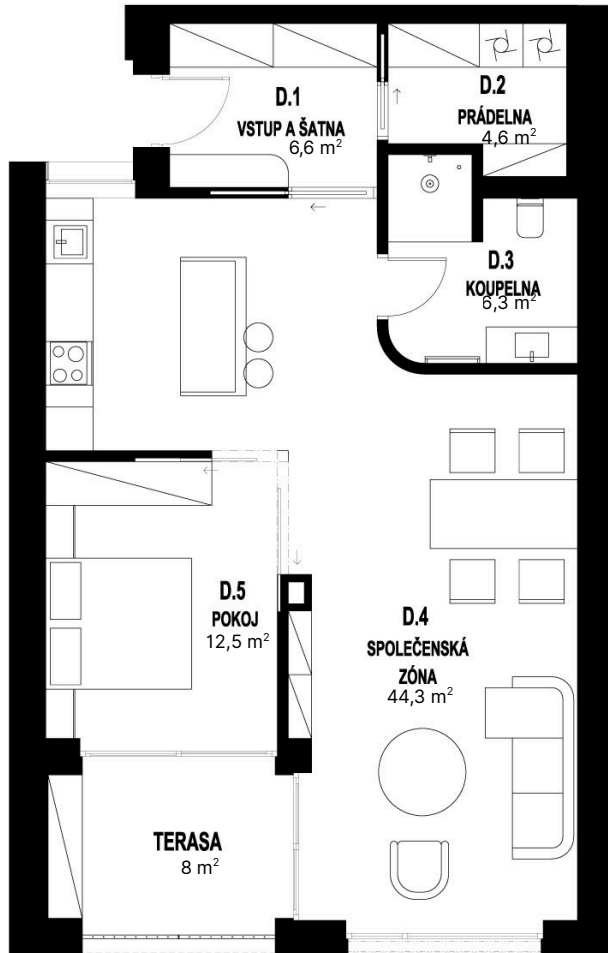 D.1
VSTUP A ŠATNA
6,6 m²
D.2
PRÁDELNA
4,6 m²
D.3
KOUPELNA
6,3 m²
D.5
POKOJ
12,5 m²
D.4
SPOLEČENSKÁ
ZÓNA
44,3 m²
TERASA
8 m²